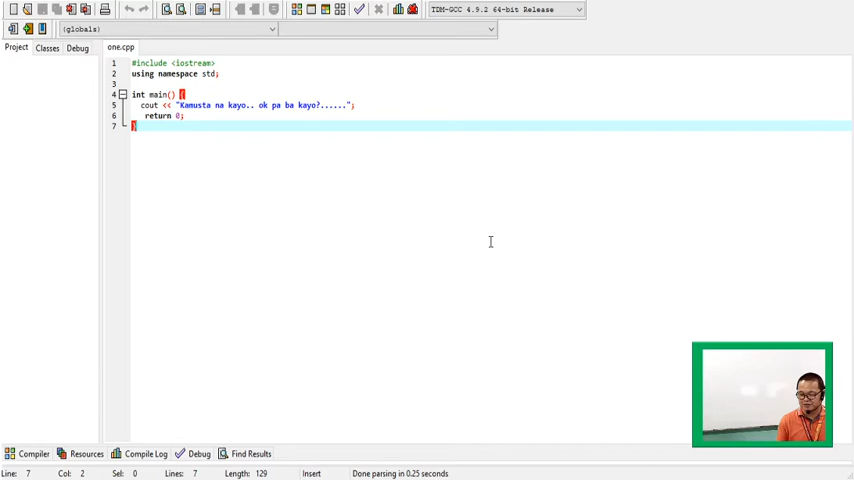 TDM-GCC 4.9.2 64-bit Release
(globals)
Project Classes Debug one.cpp
1 #include <iostream>
2 using namespace std;
3
4 int main() {
5 cout << "Kamusta na kayo.. ok pa ba kayo?......";
6 return 0;
7 }
Compiler Resources Compile Log Debug Find Results
Line: 7 Col: 2 Sel: 0 Lines: 7 Length: 129 Insert Done parsing in 0.25 seconds